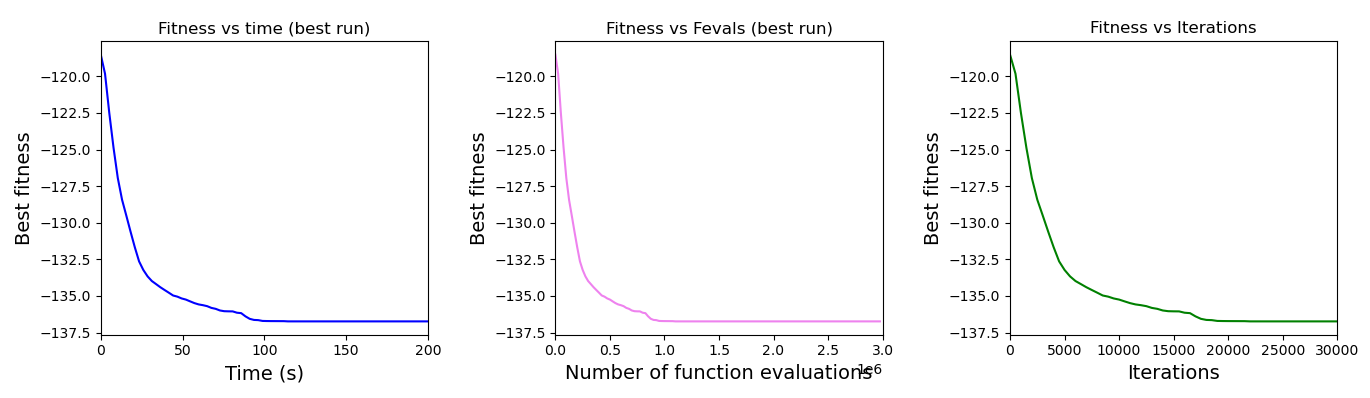 Fitness vs time (best run)
−120.0
−122.5
−125.0
−127.5
−130.0
−132.5
−135.0
−137.5
Best fitness
0 50 100 150 200
Time (s)
Fitness vs Fevals (best run)
−120.0
−122.5
−125.0
−127.5
−130.0
−132.5
−135.0
−137.5
Best fitness
0.0 0.5 1.0 1.5 2.0 2.5 3.0
1e6
Number of function evaluations
Fitness vs Iterations
−120.0
−122.5
−125.0
−127.5
−130.0
−132.5
−135.0
−137.5
Best fitness
0 5000 10000 15000 20000 25000 30000
Iterations